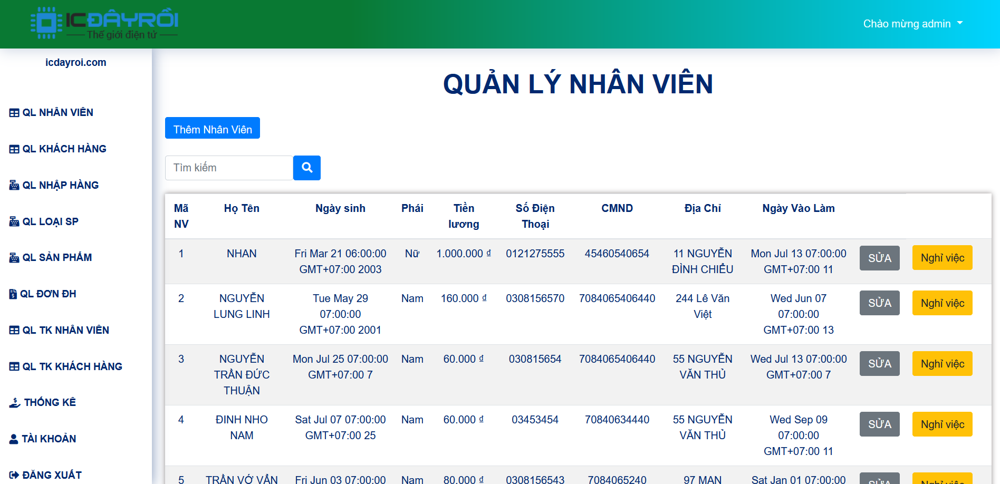 ICĐÂYRỒI
Thế giới điện tử
Chào mừng admin
icdayroi.com
QL NHÂN VIÊN
QL KHÁCH HÀNG
QL NHẬP HÀNG
QL LOẠI SP
QL SẢN PHẨM
QL ĐƠN ĐH
QL TK NHÂN VIÊN
QL TK KHÁCH HÀNG
THỐNG KÊ
TÀI KHOẢN
ĐĂNG XUẤT
QUẢN LÝ NHÂN VIÊN
Thêm Nhân Viên
Tìm kiếm
Mã Họ Tên Ngày sinh Phái Tiền Số Điện CMND Địa Chỉ Ngày Vào Làm
NV lương Thoại
1 NHAN Fri Mar 21 06:00:00 Nữ 1.000.000 ₫ 0121275555 45460540654 11 NGUYỄN Mon Jul 13 07:00:00 SỬA Nghỉ việc
GMT+07:00 2003 ĐÌNH CHIỂU GMT+07:00 11
2 NGUYỄN Tue May 29 Nam 160.000 ₫ 0308156570 7084065406440 244 Lê Văn Wed Jun 07 SỬA Nghỉ việc
LUNG LINH 07:00:00 Việt 07:00:00
GMT+07:00 2001 GMT+07:00 13
3 NGUYỄN Mon Jul 25 07:00:00 Nam 60.000 ₫ 030815654 7084065406440 55 NGUYỄN Wed Jul 13 07:00:00 SỬA Nghỉ việc
TRẦN ĐỨC GMT+07:00 7 VĂN THỦ GMT+07:00 7
THUẬN
4 ĐINH NHO Sat Jul 07 07:00:00 Nam 60.000 ₫ 03453454 70840634440 55 NGUYỄN Wed Sep 09 SỬA Nghỉ việc
NAM GMT+07:00 25 VĂN THỦ 07:00:00
GMT+07:00 11
5 TRẦN VỚ VẨN Fri Jun 03 07:00:00 Nam 80.000 ₫ 0308156543 7084065240 97 MAN Sat Jan 01 07:00:00 SỬA Nghỉ việc